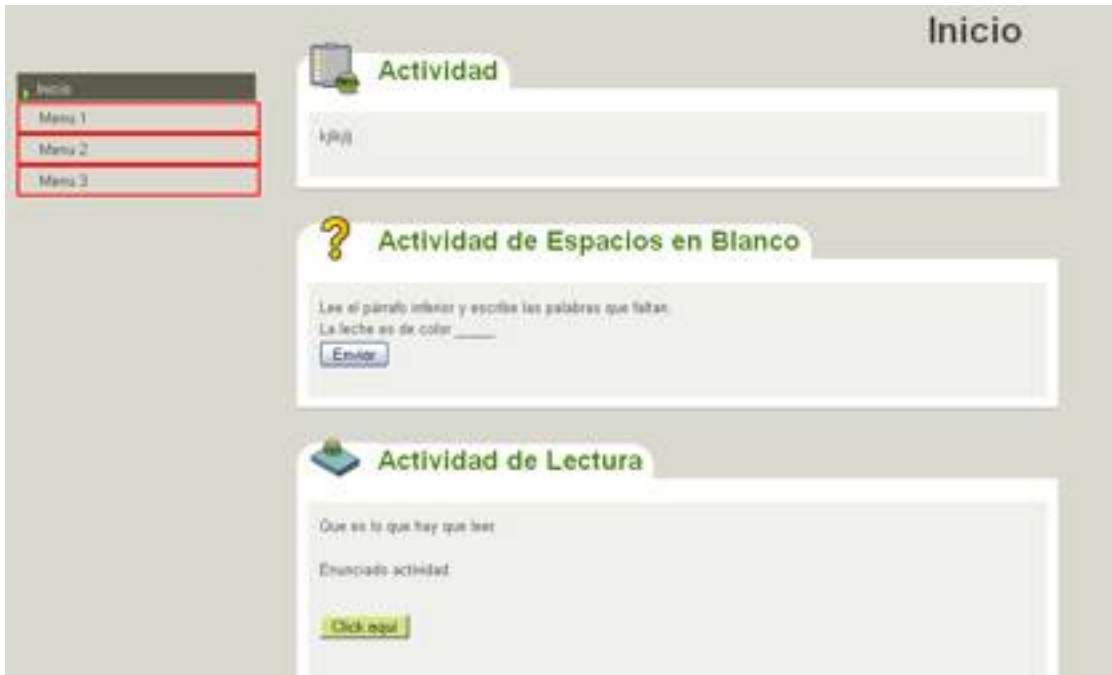 Inicio
Inicio
Menu 1
Menu 2
Menu 3
Actividad
kjlkjlj
Actividad de Espacios en Blanco
Lee el párrafo inferior y escribe las palabras que faltan.
La leche es de color _____
Enviar
Actividad de Lectura
Que es lo que hay que leer
Enunciado actividad
Click aquí